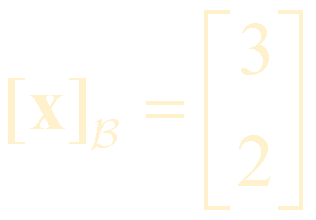 [𝐱]_ℬ = [3
2]